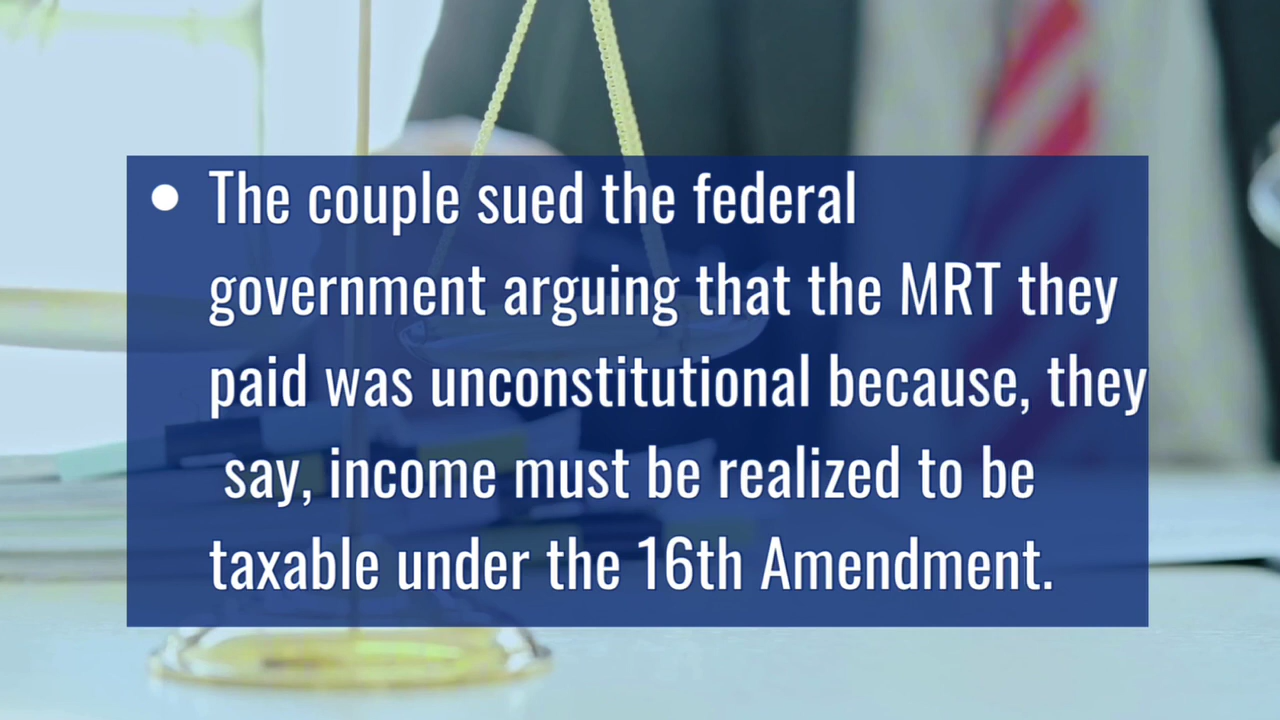 • The couple sued the federal
government arguing that the MRT they
paid was unconstitutional because, they
say, income must be realized to be
taxable under the 16th Amendment.